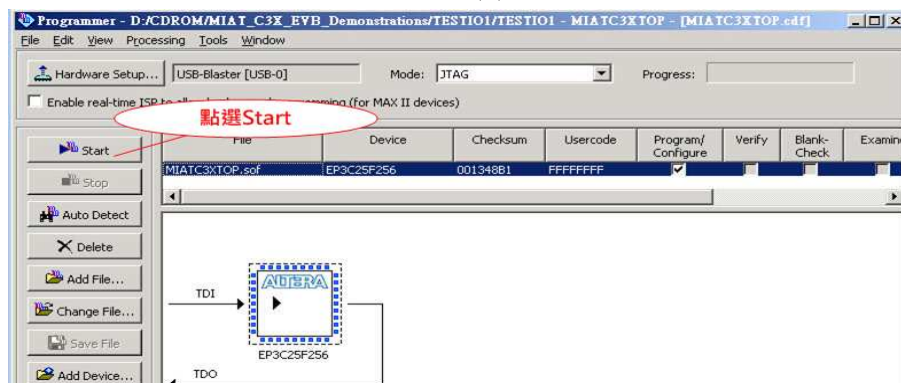 Programmer - D:/CDROM/MIAT_C3X_EVB_Demonstrations/TESTIO1/TESTIO1 - MIATC3XTOP - [MIATC3XTOP.cdf]
File Edit View Processing Tools Window
Hardware Setup... USB-Blaster [USB-0] Mode: JTAG Progress:
Enable real-time ISP to (for MAX II devices)
點選Start
File Device Checksum Usercode Program/ Configure Verify Blank- Check Examine
Start
MIATC3XTOP.sof EP3C25F256 001348B1 FFFFFFFF
Stop
Auto Detect
Delete
Add File...
ALTERA
TDI
Change File...
Save File
EP3C25F256
Add Device...
TDO